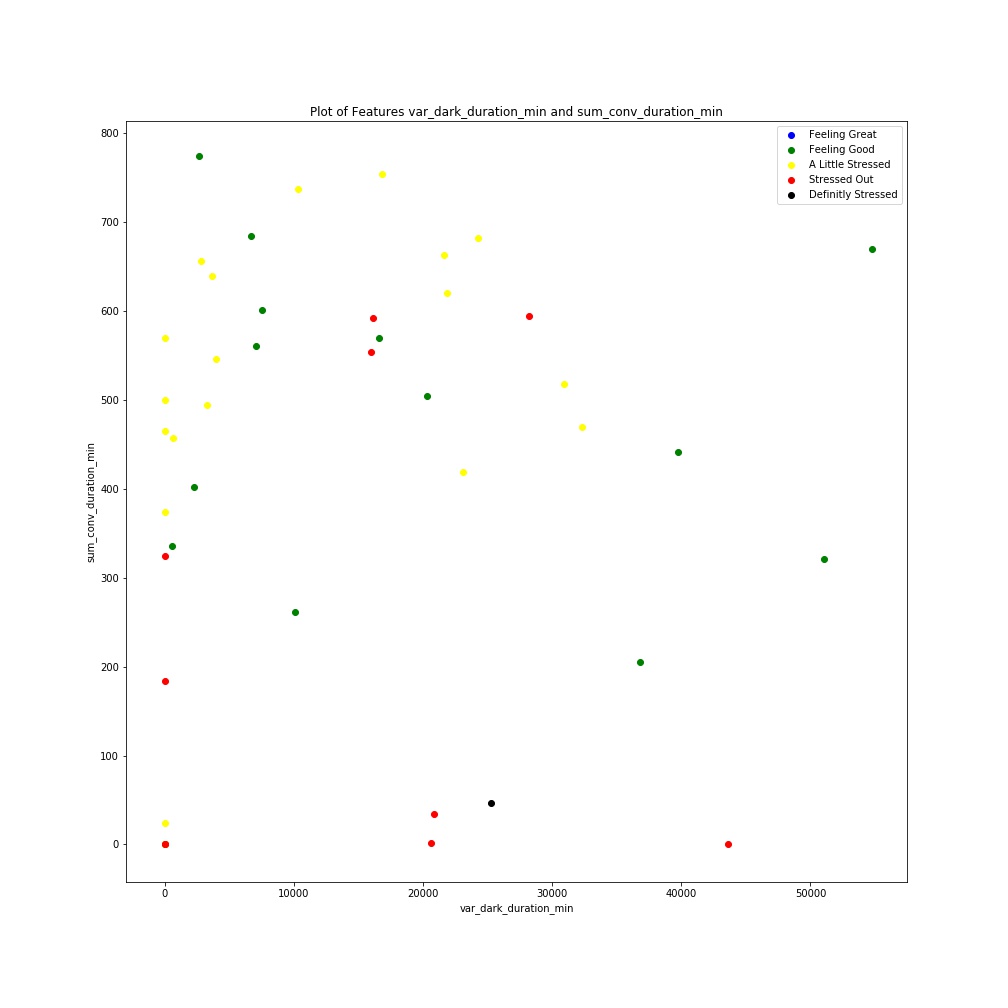 Plot of Features var_dark_duration_min and sum_conv_duration_min
Feeling Great
Feeling Good
A Little Stressed
Stressed Out
Definitly Stressed
800
700
600
500
400
300
200
100
0
sum_conv_duration_min
0 10000 20000 30000 40000 50000
var_dark_duration_min